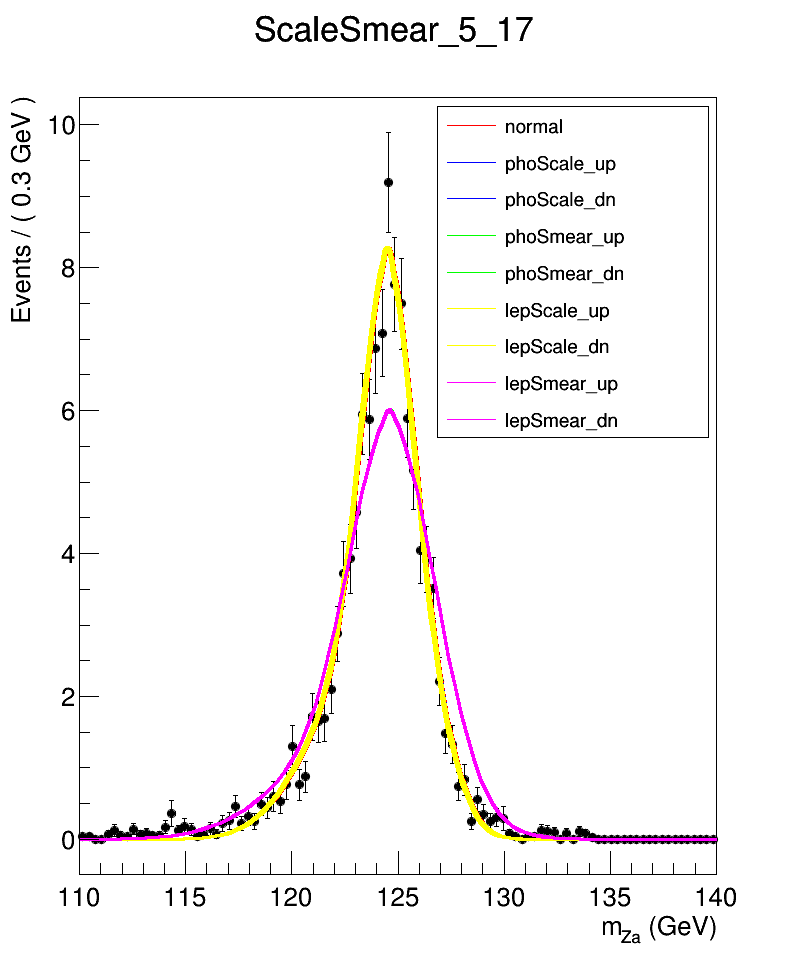 ScaleSmear_5_17
Events / ( 0.3 GeV )
10
8
6
4
2
0
normal
phoScale_up
phoScale_dn
phoSmear_up
phoSmear_dn
lepScale_up
lepScale_dn
lepSmear_up
lepSmear_dn
110 115 120 125 130 135 140
m_Za (GeV)